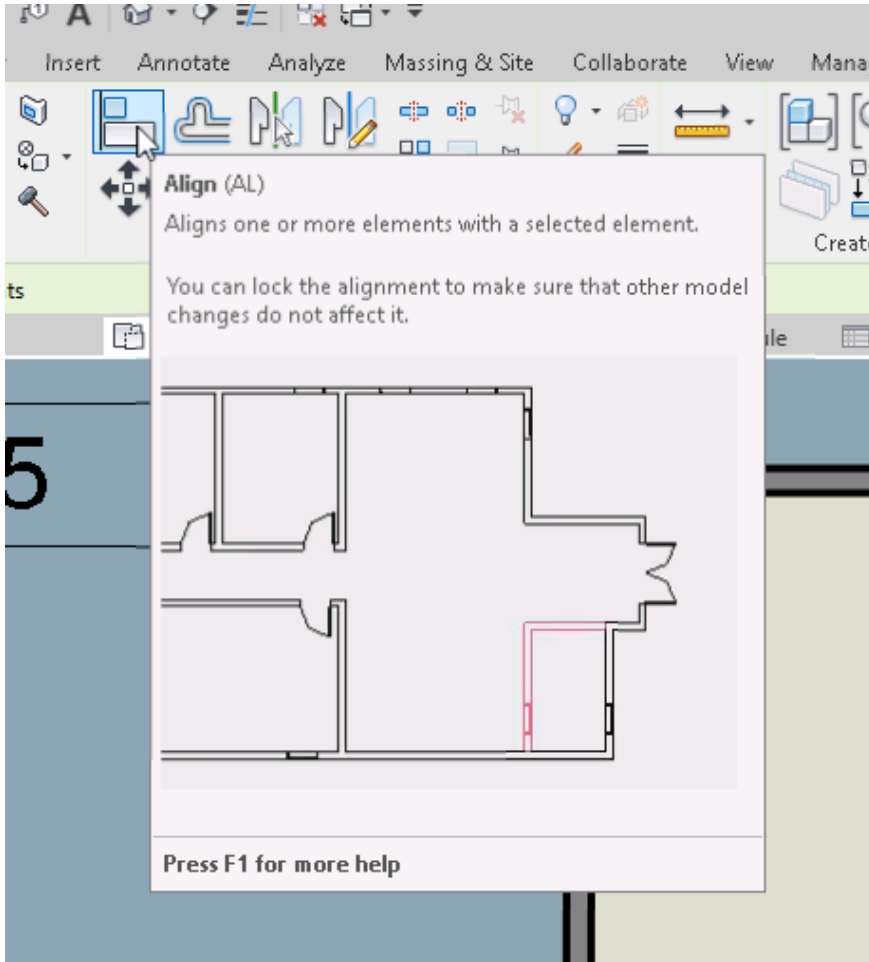 A
Insert Annotate Analyze Massing & Site Collaborate View Mana
Align (AL)
Aligns one or more elements with a selected element.
Create
You can lock the alignment to make sure that other model
changes do not affect it.
ts
ule
5
Press F1 for more help